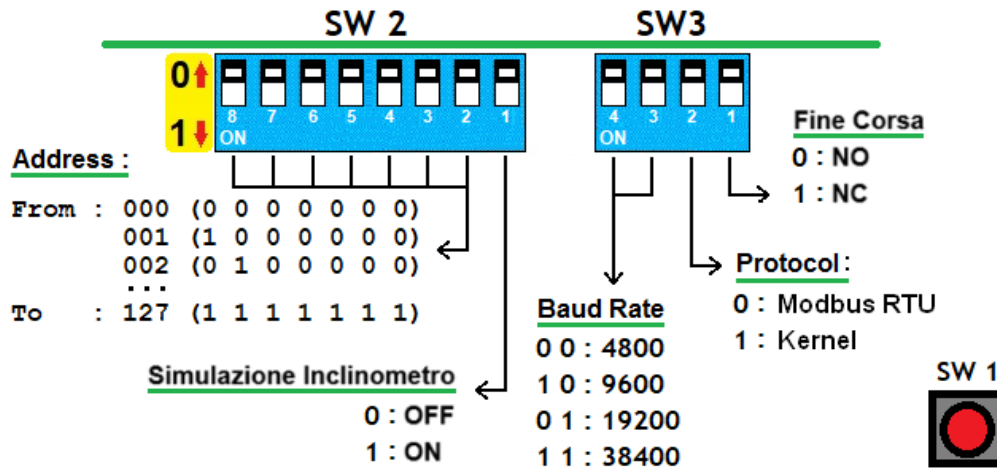 SW 2
SW3
0
1
8 7 6 5 4 3 2 1
ON
4 3 2 1
ON
Fine Corsa
0 : NO
1 : NC
Address :
From : 000 (0 0 0 0 0 0 0)
001 (1 0 0 0 0 0 0)
002 (0 1 0 0 0 0 0)
...
To : 127 (1 1 1 1 1 1 1)
Protocol :
0 : Modbus RTU
1 : Kernel
Baud Rate
0 0 : 4800
1 0 : 9600
0 1 : 19200
1 1 : 38400
Simulazione Inclinometro
0 : OFF
1 : ON
SW 1